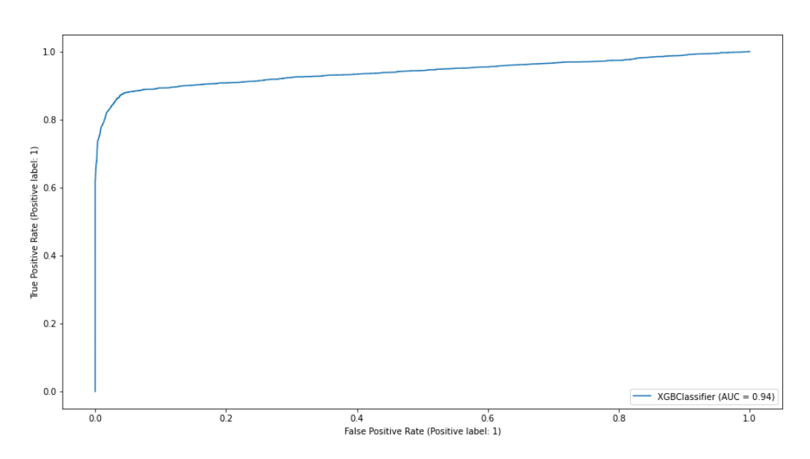 1.0
0.8
0.6
0.4
0.2
0.0
True Positive Rate (Positive label: 1)
0.0 0.2 0.4 0.6 0.8 1.0
False Positive Rate (Positive label: 1)
XGBClassifier (AUC = 0.94)